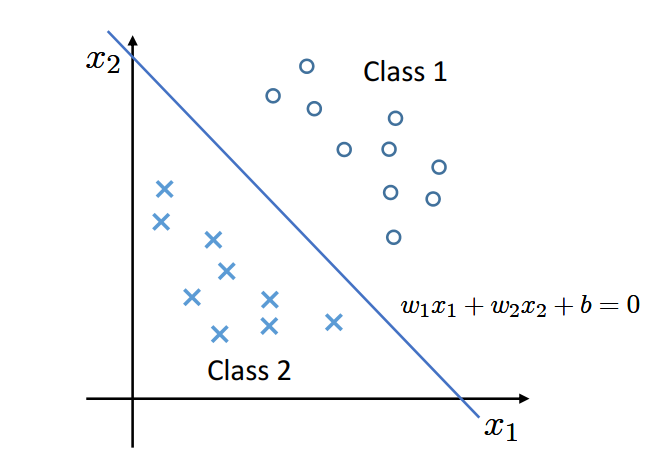 x₂
Class 1
w₁x₁ + w₂x₂ + b = 0
Class 2
x₁